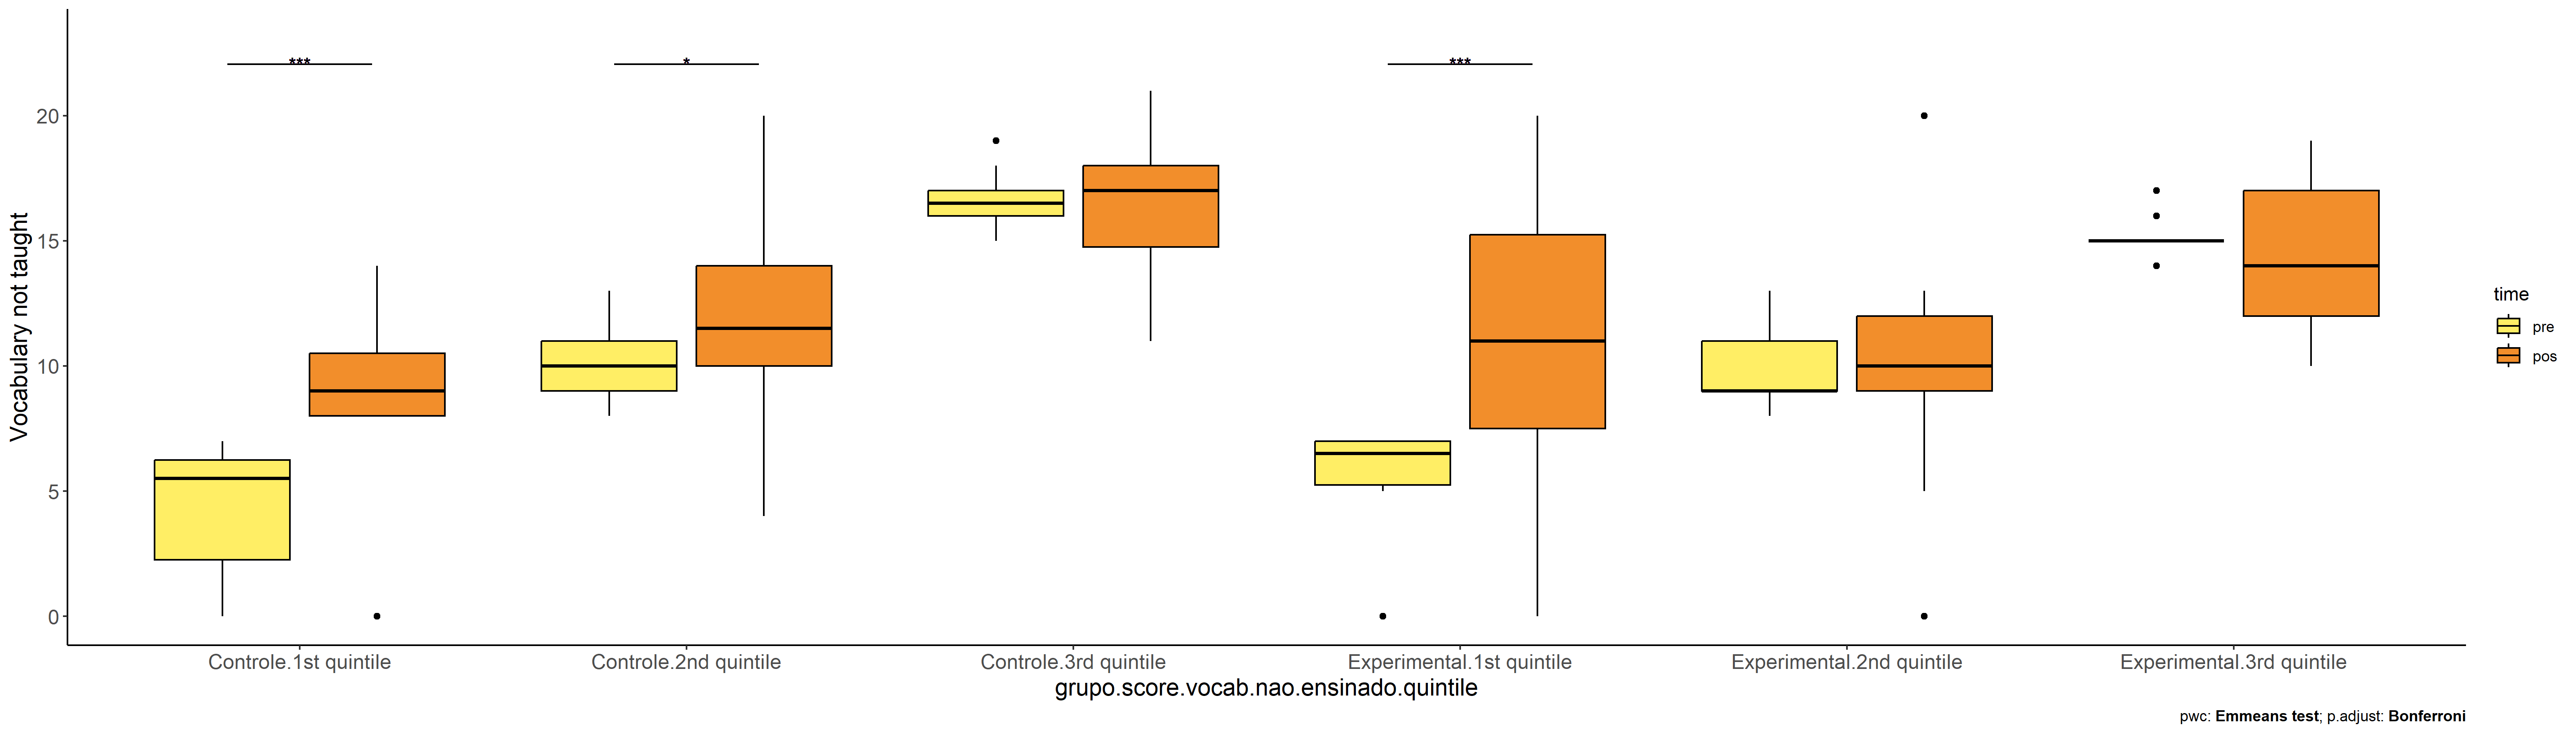 ***
*
***
Vocabulary not taught
20
15
10
5
0
Controle.1st quintile
Controle.2nd quintile
Controle.3rd quintile
Experimental.1st quintile
Experimental.2nd quintile
Experimental.3rd quintile
grupo.score.vocab.nao.ensinado.quintile
time
pre
pos
pwc: Emmeans test; p.adjust: Bonferroni